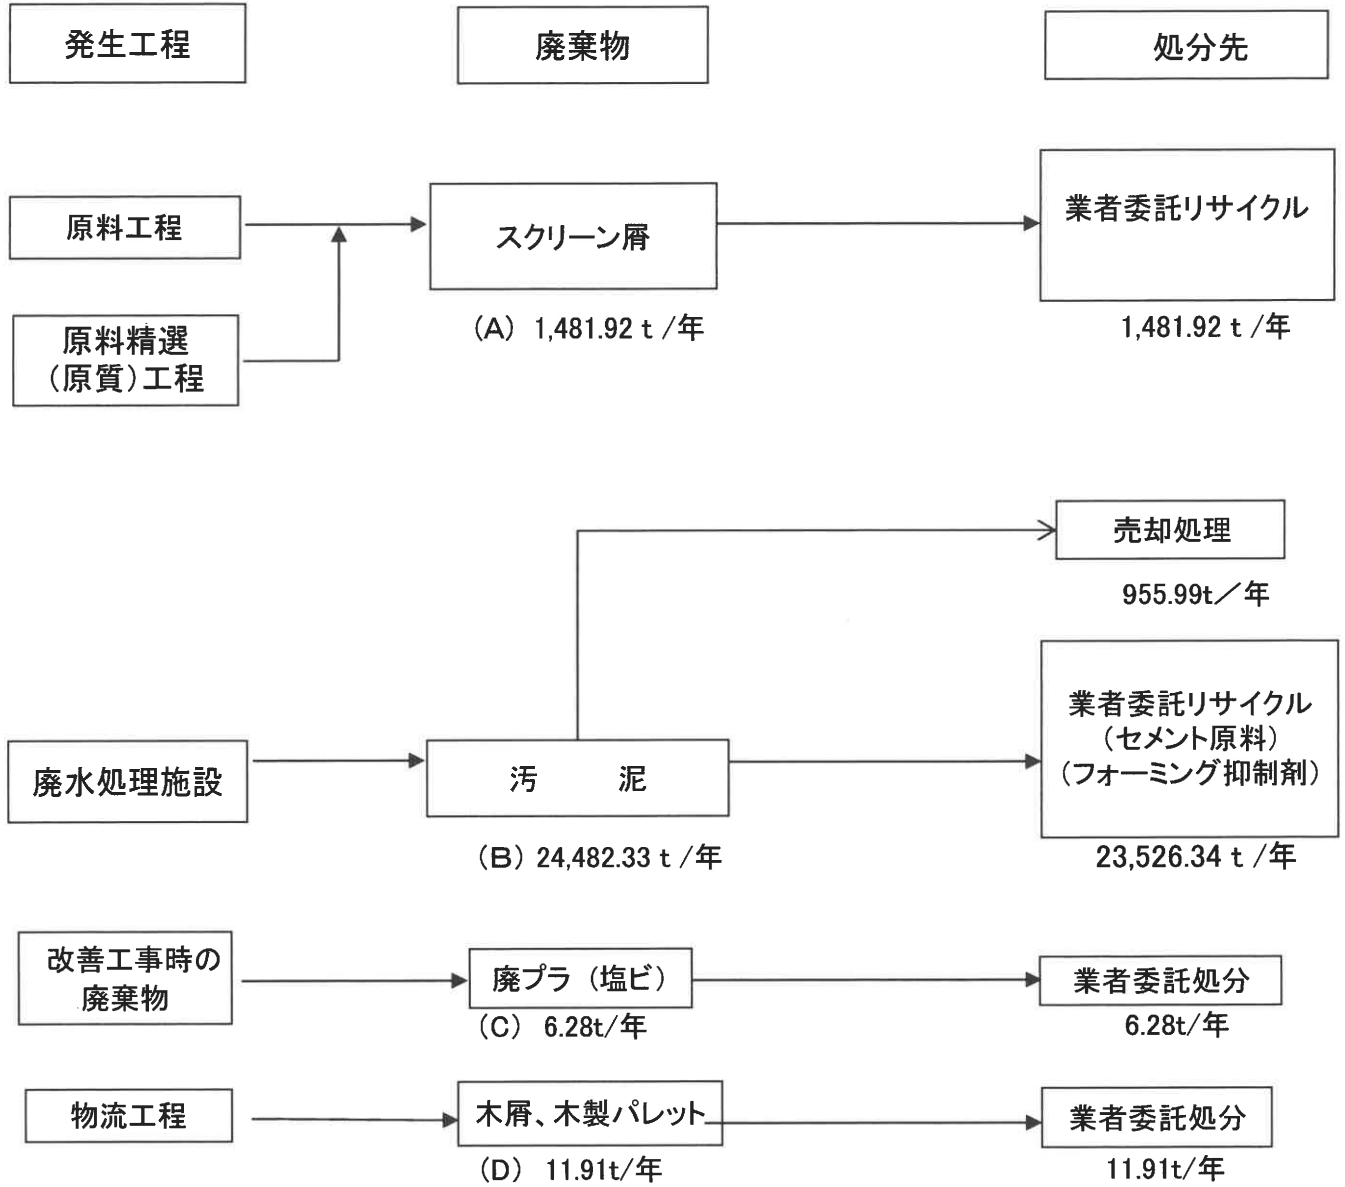 発生工程
廃棄物
処分先
原料工程
スクリーン屑
業者委託リサイクル
(A) 1,481.92 t /年
1,481.92 t /年
原料精選
(原質)工程
売却処理
955.99t／年
廃水処理施設
汚 泥
業者委託リサイクル
(セメント原料)
(フォーミング抑制剤)
(B) 24,482.33 t /年
23,526.34 t /年
改善工事時の
廃棄物
廃プラ (塩ビ)
業者委託処分
(C) 6.28t/年
6.28t/年
物流工程
木屑、木製パレット
業者委託処分
(D) 11.91t/年
11.91t/年